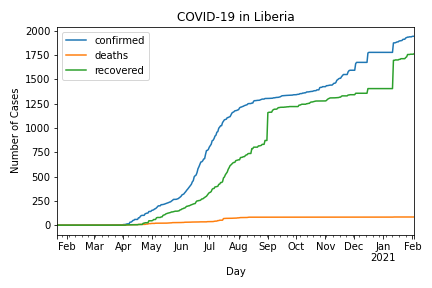 COVID-19 in Liberia
confirmed
deaths
recovered
Number of Cases
2000
1750
1500
1250
1000
750
500
250
0
Feb Mar Apr May Jun Jul Aug Sep Oct Nov Dec Jan Feb
2021
Day